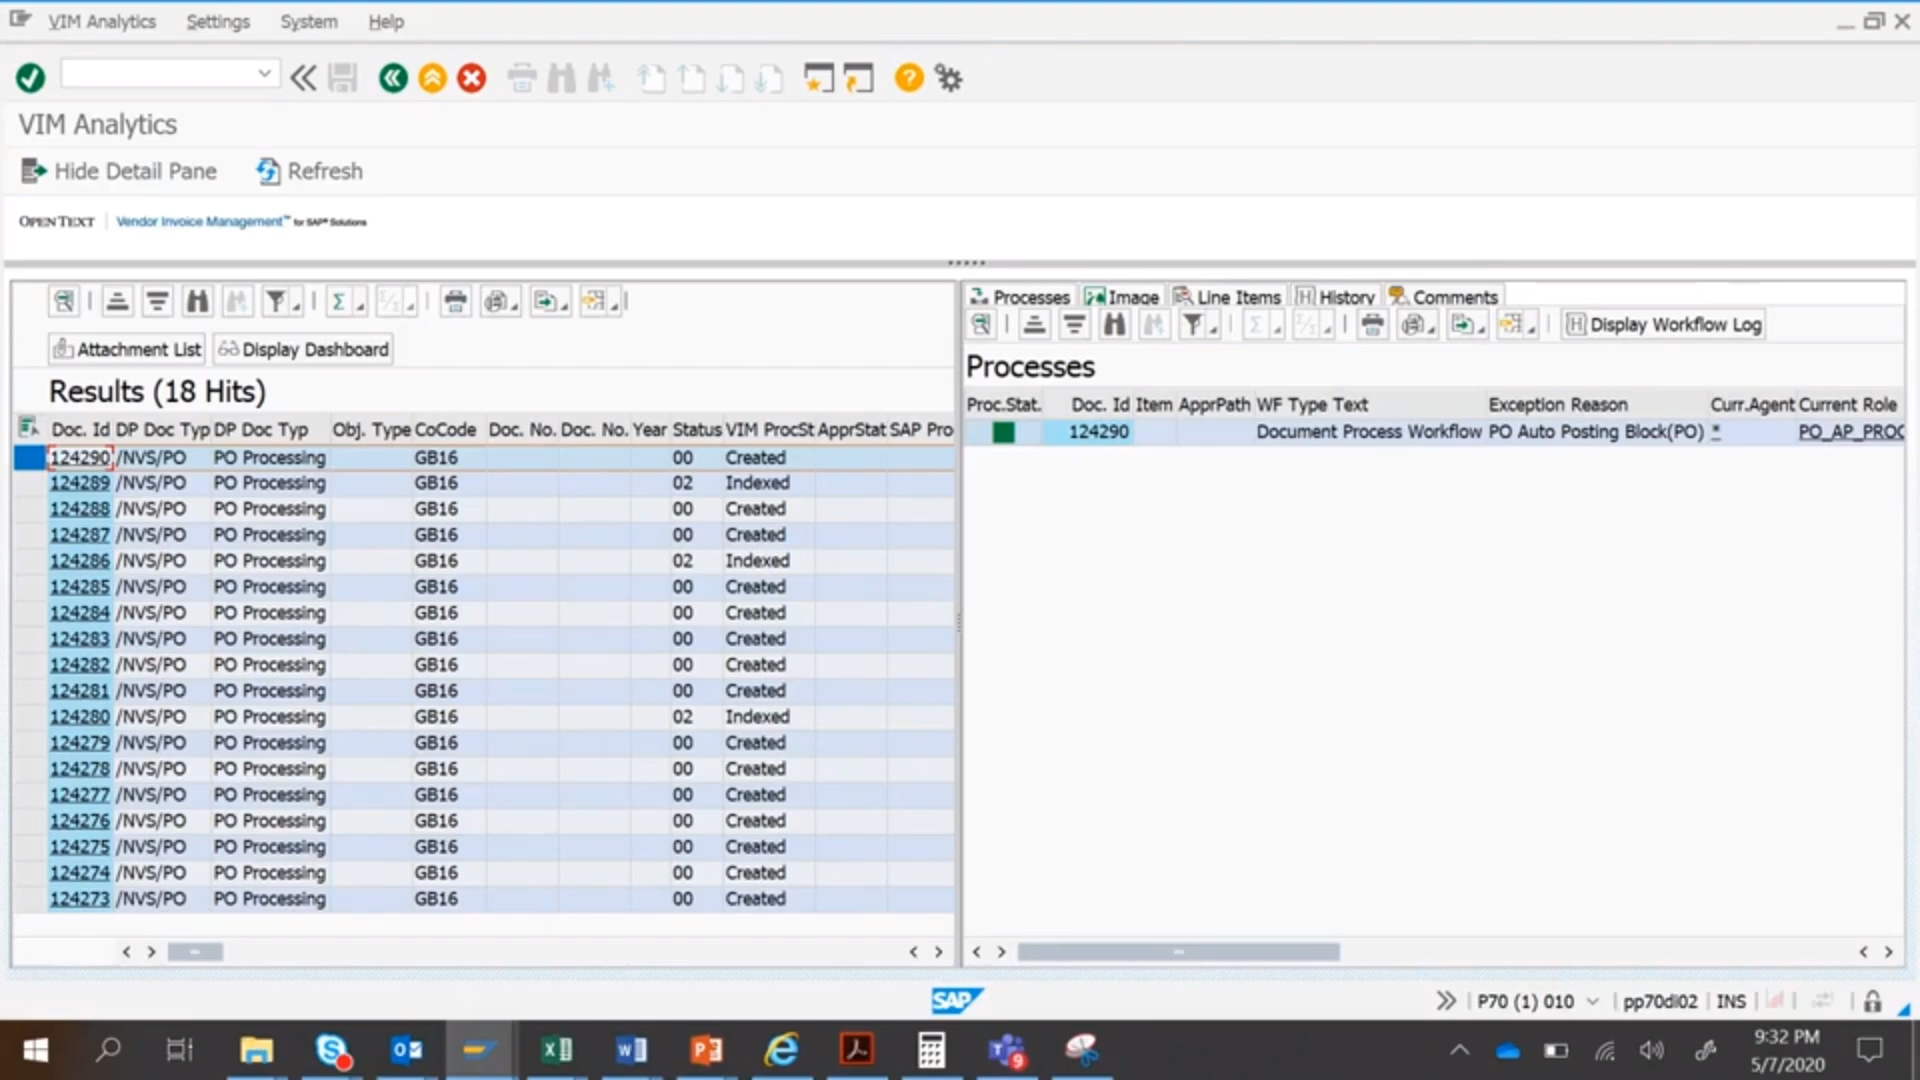 VIM Analytics Settings System Help
VIM Analytics
Hide Detail Pane Refresh
OPENTEXT | Vendor Invoice Management™ for SAP® Solutions
Attachment List Display Dashboard
Results (18 Hits)
Doc. Id DP Doc Typ DP Doc Typ Obj. Type CoCode Doc. No. Doc. No. Year Status VIM ProcSt ApprStat SAP Pro
124290 /NVS/PO PO Processing GB16 00 Created
124289 /NVS/PO PO Processing GB16 02 Indexed
124288 /NVS/PO PO Processing GB16 00 Created
124287 /NVS/PO PO Processing GB16 00 Created
124286 /NVS/PO PO Processing GB16 02 Indexed
124285 /NVS/PO PO Processing GB16 00 Created
124284 /NVS/PO PO Processing GB16 00 Created
124283 /NVS/PO PO Processing GB16 00 Created
124282 /NVS/PO PO Processing GB16 00 Created
124281 /NVS/PO PO Processing GB16 00 Created
124280 /NVS/PO PO Processing GB16 02 Indexed
124279 /NVS/PO PO Processing GB16 00 Created
124278 /NVS/PO PO Processing GB16 00 Created
124277 /NVS/PO PO Processing GB16 00 Created
124276 /NVS/PO PO Processing GB16 00 Created
124275 /NVS/PO PO Processing GB16 00 Created
124274 /NVS/PO PO Processing GB16 00 Created
124273 /NVS/PO PO Processing GB16 00 Created
Processes Image Line Items History Comments
Display Workflow Log
Processes
Proc.Stat. Doc. Id Item ApprPath WF Type Text Exception Reason Curr.Agent Current Role
124290 Document Process Workflow PO Auto Posting Block(PO) * PO_AP_PROC
SAP
P70 (1) 010 pp70dl02 INS
9:32 PM
5/7/2020